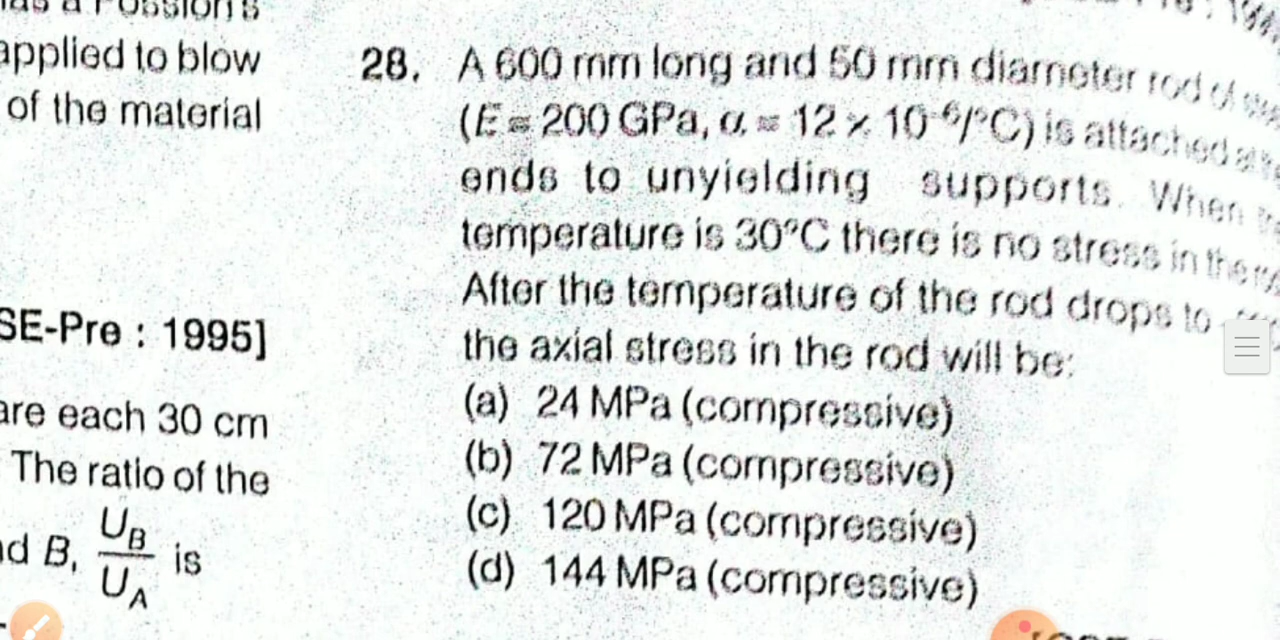 applied to blow
of the material
SE-Pre : 1995]
are each 30 cm
The ratio of the
B, U_B/U_A is
28. A 600 mm long and 50 mm diameter rod of
(E = 200 GPa, α = 12 × 10⁻⁶/°C) is attached
ends to unyielding supports. When
temperature is 30°C there is no stress in the
After the temperature of the rod drops to
the axial stress in the rod will be:
(a) 24 MPa (compressive)
(b) 72 MPa (compressive)
(c) 120 MPa (compressive)
(d) 144 MPa (compressive)